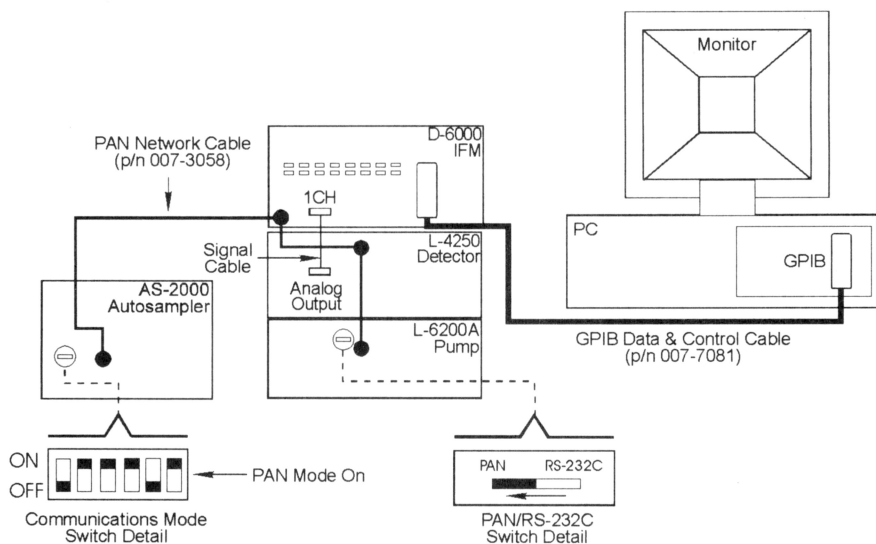 Monitor
PAN Network Cable
(p/n 007-3058)
D-6000
IFM
1CH
PC
GPIB
Signal
Cable
L-4250
Detector
Analog
Output
AS-2000
Autosampler
L-6200A
Pump
GPIB Data & Control Cable
(p/n 007-7081)
ON
OFF
PAN Mode On
Communications Mode
Switch Detail
PAN RS-232C
PAN/RS-232C
Switch Detail